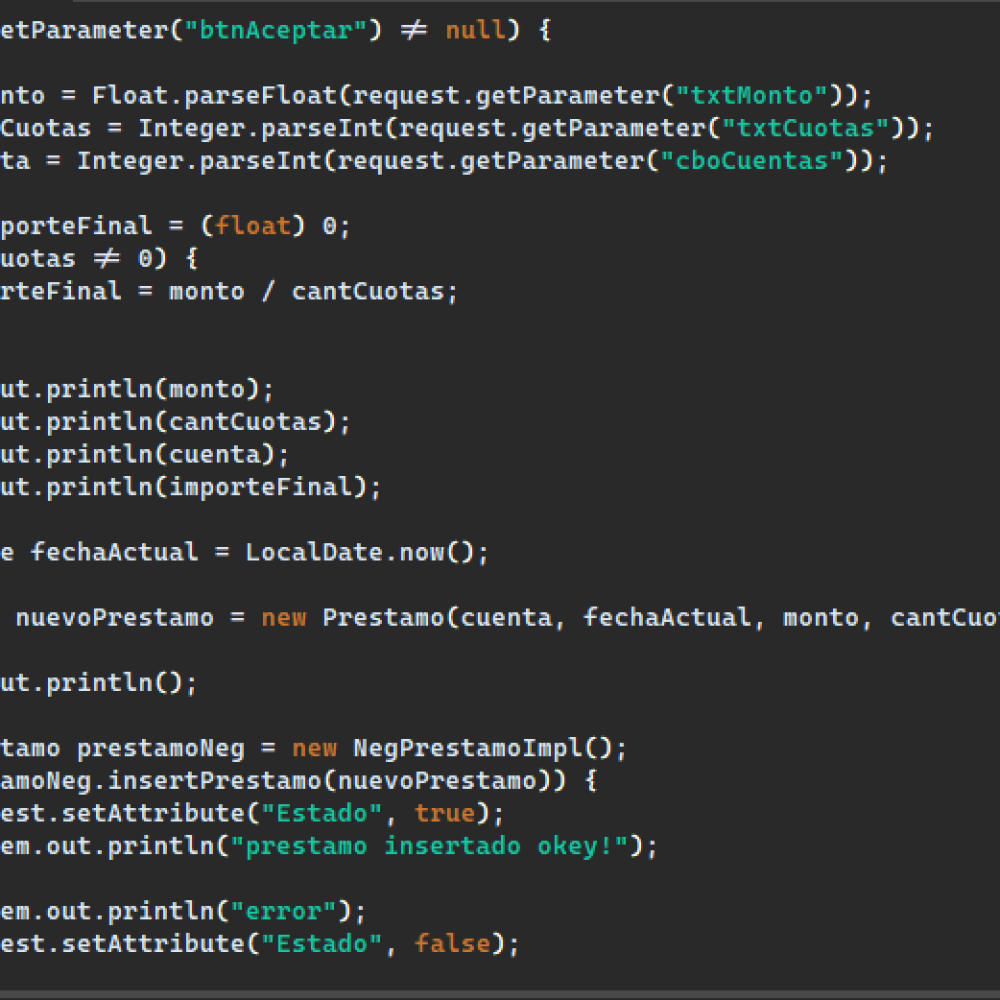 etParameter("btnAceptar") ≠ null) {
nto = Float.parseFloat(request.getParameter("txtMonto"));
Cuotas = Integer.parseInt(request.getParameter("txtCuotas"));
ta = Integer.parseInt(request.getParameter("cboCuentas"));
porteFinal = (float) 0;
uotas ≠ 0) {
rteFinal = monto / cantCuotas;
ut.println(monto);
ut.println(cantCuotas);
ut.println(cuenta);
ut.println(importeFinal);
e fechaActual = LocalDate.now();
nuevoPrestamo = new Prestamo(cuenta, fechaActual, monto, cantCuo
ut.println();
tamo prestamoNeg = new NegPrestamoImpl();
amoNeg.insertPrestamo(nuevoPrestamo)) {
est.setAttribute("Estado", true);
em.out.println("prestamo insertado okey!");
em.out.println("error");
est.setAttribute("Estado", false);